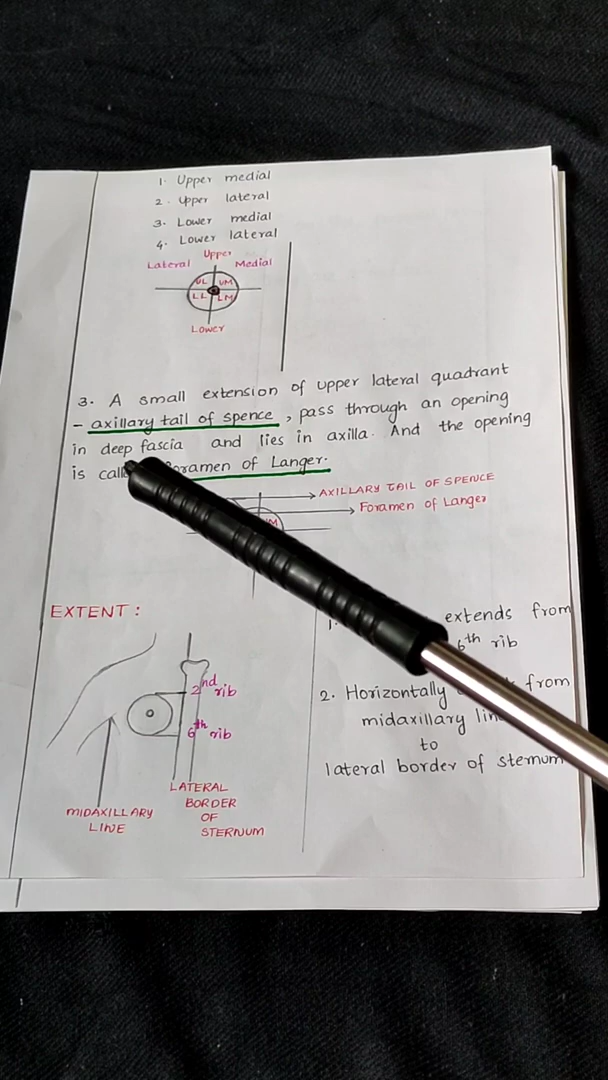 1. Upper medial
2. Upper lateral
3. Lower medial
4. Lower lateral
Upper
Lateral Medial
UL UM
LL LM
Lower
3. A small extension of upper lateral quadrant
- axillary tail of spence, pass through an opening
in deep fascia and lies in axilla. And the opening
is Foramen of Langer.
AXILLARY TAIL OF SPENCE
Foramen of Langer
EXTENT:
2nd rib
6th rib
LATERAL
BORDER
OF
STERNUM
MIDAXILLARY
LINE
1. extends from
6th rib
2. Horizontally from
midaxillary
to
lateral border of sternum